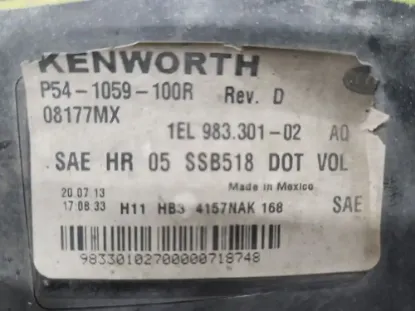 KENWORTH
P54-1059-100R Rev. D
08177MX
1EL 983.301-02 AQ
SAE HR 05 SSB518 DOT VOL
Made in Mexico
20.07.13
17:08:33 H11 HB3 4157NAK 168 SAE
98330102700000718748